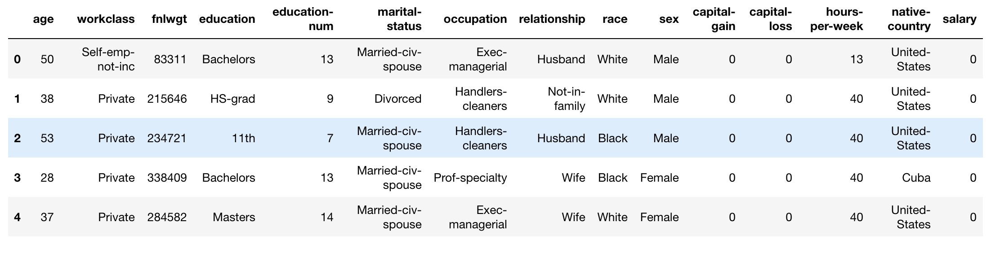 age workclass fnlwgt education education-num marital-status occupation relationship race sex capital-gain capital-loss hours-per-week native-country salary
0 50 Self-emp-not-inc 83311 Bachelors 13 Married-civ-spouse Exec-managerial Husband White Male 0 0 13 United-States 0
1 38 Private 215646 HS-grad 9 Divorced Handlers-cleaners Not-in-family White Male 0 0 40 United-States 0
2 53 Private 234721 11th 7 Married-civ-spouse Handlers-cleaners Husband Black Male 0 0 40 United-States 0
3 28 Private 338409 Bachelors 13 Married-civ-spouse Prof-specialty Wife Black Female 0 0 40 Cuba 0
4 37 Private 284582 Masters 14 Married-civ-spouse Exec-managerial Wife White Female 0 0 40 United-States 0